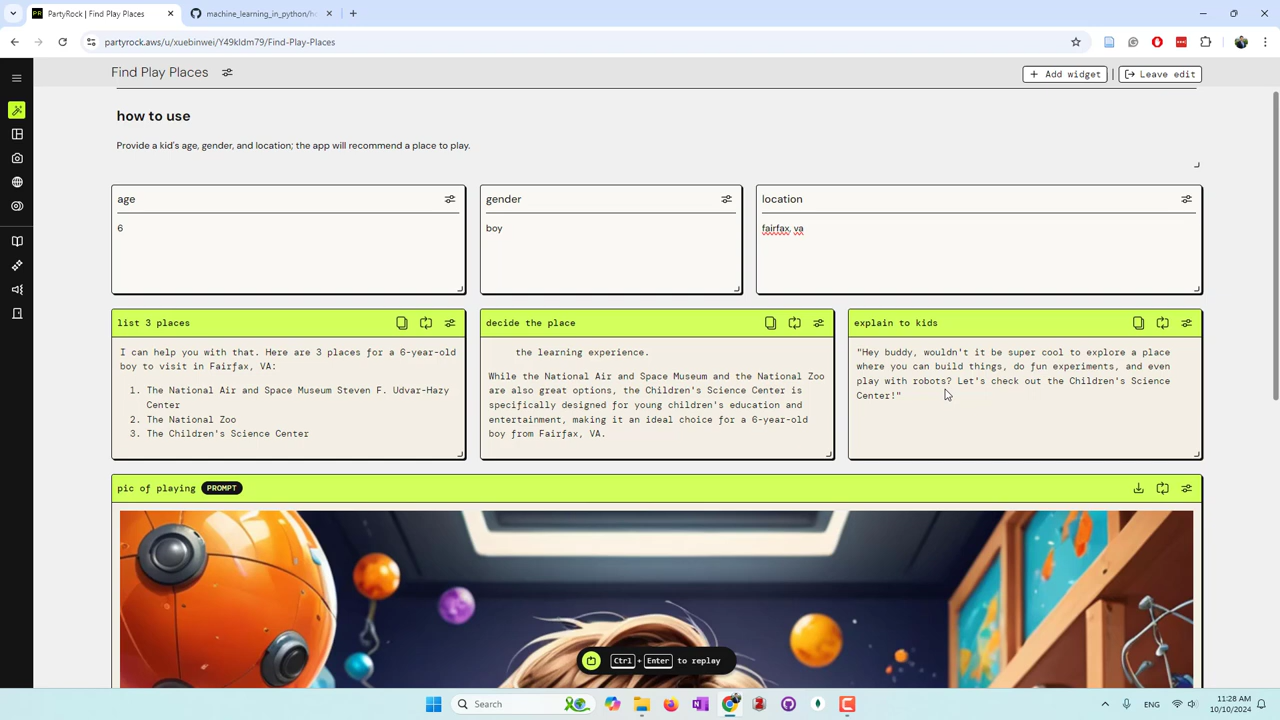 PR PartyRock | Find Play Places
machine_learning_in_python/ho
partyrock.aws/u/xuebinwei/Y49kldm79/Find-Play-Places
Find Play Places
Add widget
Leave edit
how to use
Provide a kid's age, gender, and location; the app will recommend a place to play.
age
6
gender
boy
location
fairfax, va
list 3 places
I can help you with that. Here are 3 places for a 6-year-old
boy to visit in Fairfax, VA:
1. The National Air and Space Museum Steven F. Udvar-Hazy
Center
2. The National Zoo
3. The Children's Science Center
decide the place
the learning experience.
While the National Air and Space Museum and the National Zoo
are also great options, the Children's Science Center is
specifically designed for young children's education and
entertainment, making it an ideal choice for a 6-year-old
boy from Fairfax, VA.
explain to kids
"Hey buddy, wouldn't it be super cool to explore a place
where you can build things, do fun experiments, and even
play with robots? Let's check out the Children's Science
Center!"
pic of playing PROMPT
Ctrl + Enter to replay
Search
ENG
11:28 AM
10/10/2024